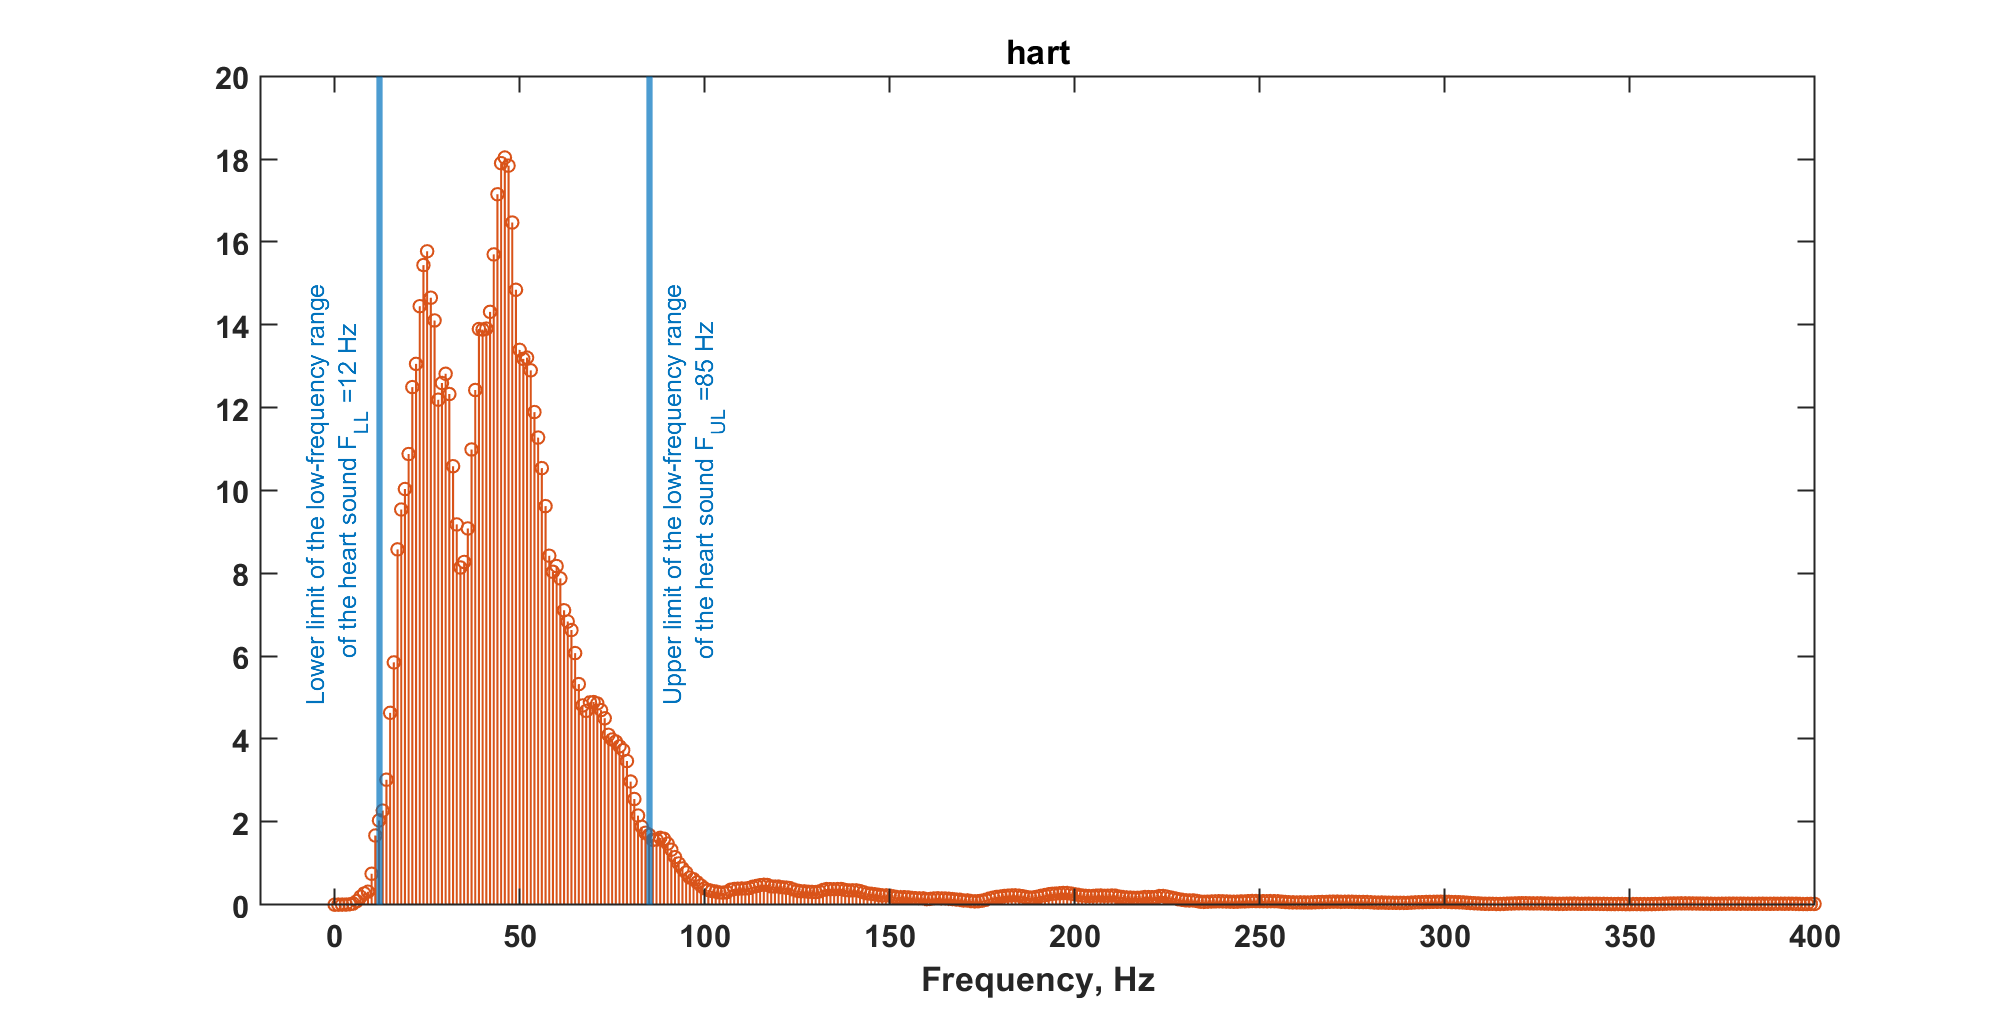 hart
20
18
16
14
12
10
8
6
4
2
0
Lower limit of the low-frequency range
of the heart sound F_LL =12 Hz
Upper limit of the low-frequency range
of the heart sound F_UL =85 Hz
0 50 100 150 200 250 300 350 400
Frequency, Hz